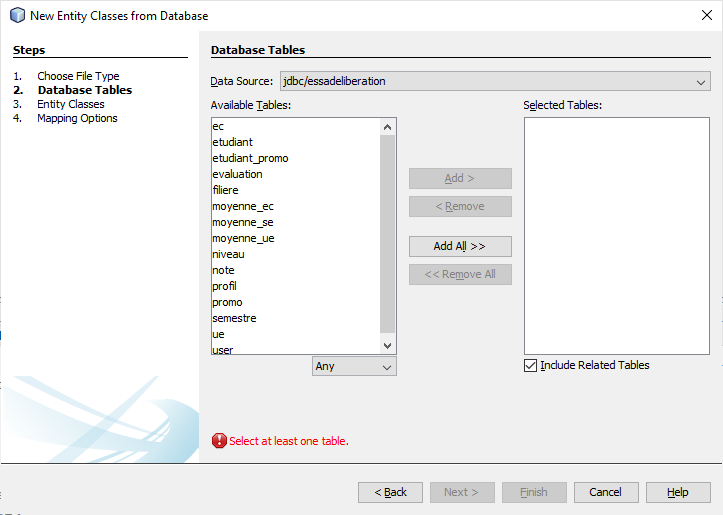 New Entity Classes from Database
Steps
1. Choose File Type
2. Database Tables
3. Entity Classes
4. Mapping Options
Database Tables
Data Source: jdbc/essadeliberation
Available Tables:
ec
etudiant
etudiant_promo
evaluation
filiere
moyenne_ec
moyenne_se
moyenne_ue
niveau
note
profil
promo
semestre
ue
user
Any
Add >
< Remove
Add All >>
<< Remove All
Selected Tables:
Include Related Tables
Select at least one table.
< Back
Next >
Finish
Cancel
Help